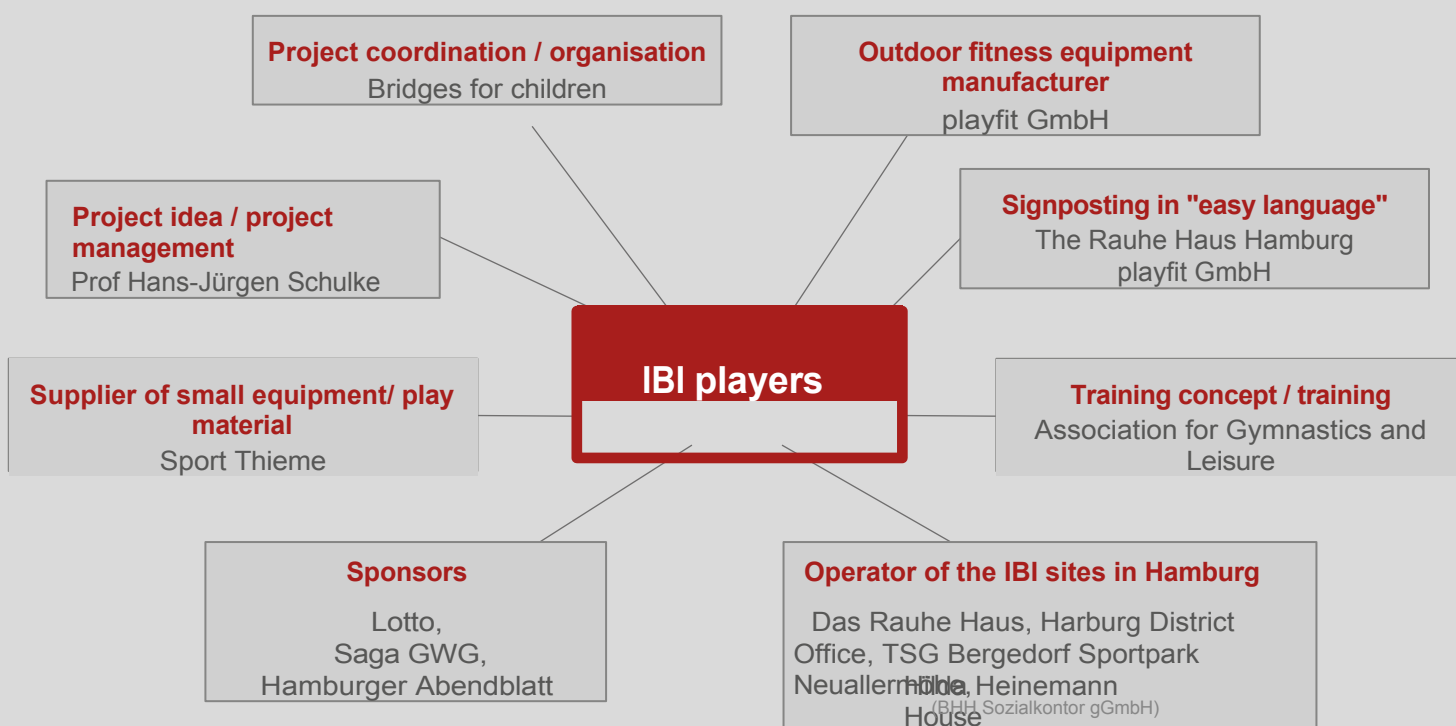 Project coordination / organisation
Bridges for children
Outdoor fitness equipment
manufacturer
playfit GmbH
Project idea / project
management
Prof Hans-Jürgen Schulke
Signposting in "easy language"
The Rauhe Haus Hamburg
playfit GmbH
IBI players
Supplier of small equipment/ play
material
Sport Thieme
Training concept / training
Association for Gymnastics and
Leisure
Sponsors
Lotto,
Saga GWG,
Hamburger Abendblatt
Operator of the IBI sites in Hamburg
Das Rauhe Haus, Harburg District
Office, TSG Bergedorf Sportpark
Neuallermöhe, Hilda Heinemann
House
(BHH Sozialkontor gGmbH)